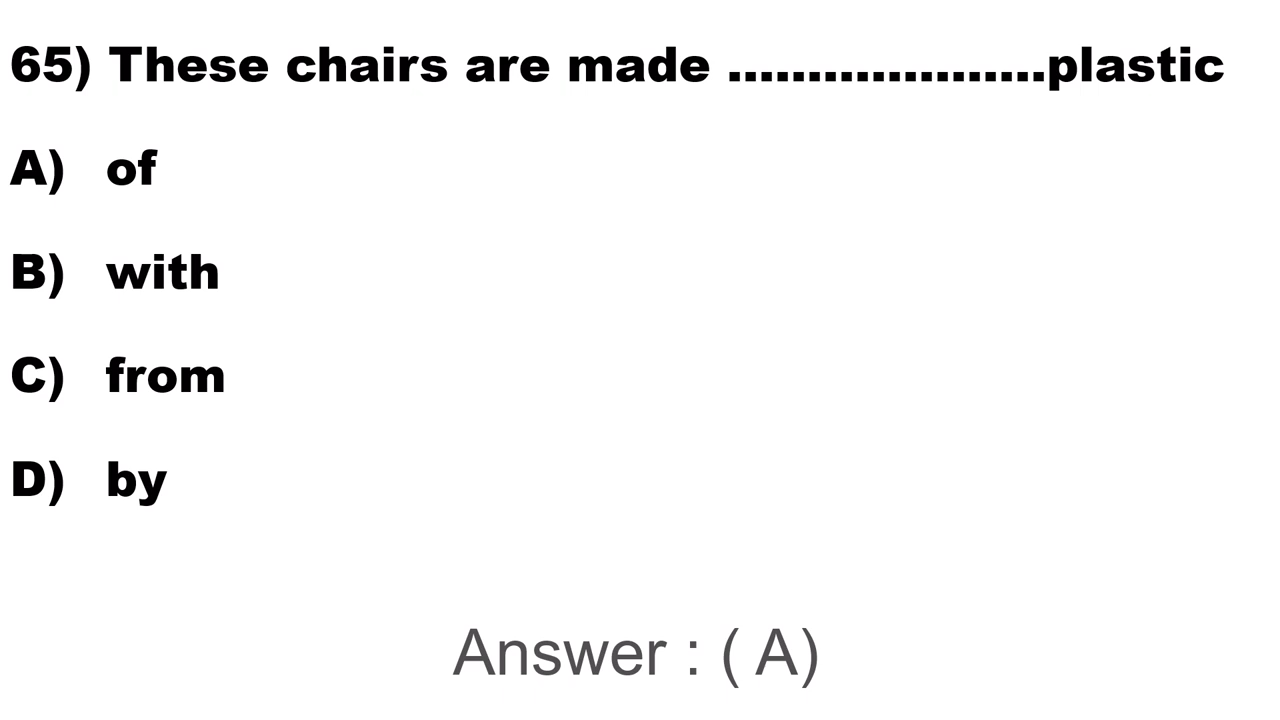 65) These chairs are made ....................plastic
A) of
B) with
C) from
D) by
Answer : ( A)